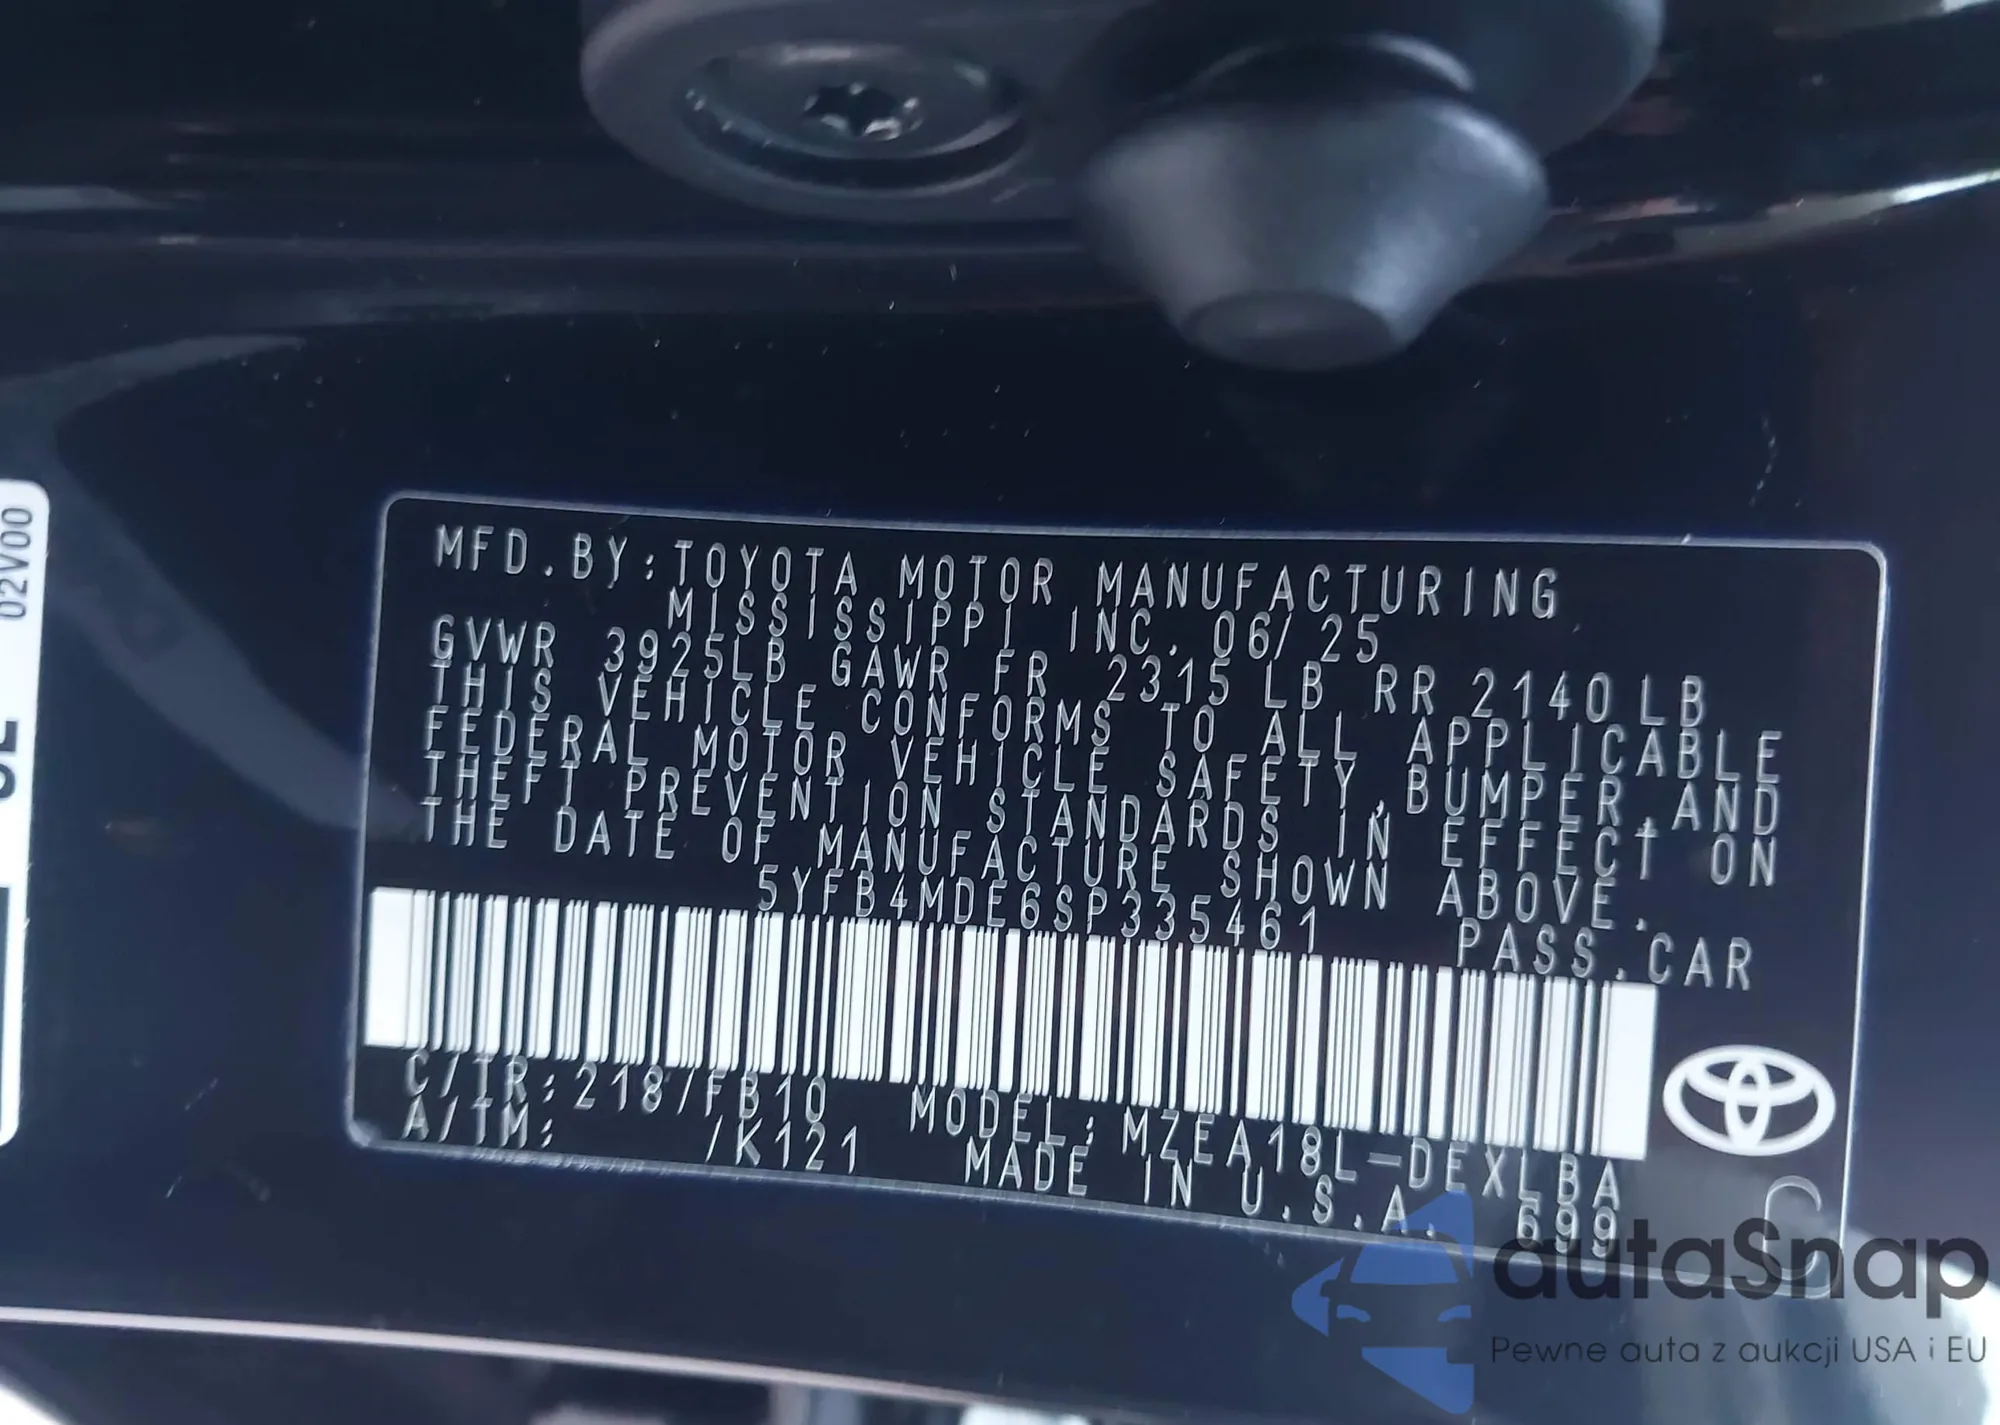 MFD.BY:TOYOTA MOTOR MANUFACTURING
MISSISSIPPI INC. 06/25
GVWR 3925LB GAWR FR 2315LB RR 2140LB
THIS VEHICLE CONFORMS TO ALL APPLICABLE
FEDERAL MOTOR VEHICLE SAFETY,BUMPER,AND
THEFT PREVENTION STANDARDS IN EFFECT ON
THE DATE OF MANUFACTURE SHOWN ABOVE.
5YFB4MDE6SP335461 PASS.CAR
C/TR:218/FB10 MODEL:MZEA18L-DEXLBA
A/TM: /K121 MADE IN U.S.A. 699
02V00
autaSnap
Pewne auta z aukcji USA i EU